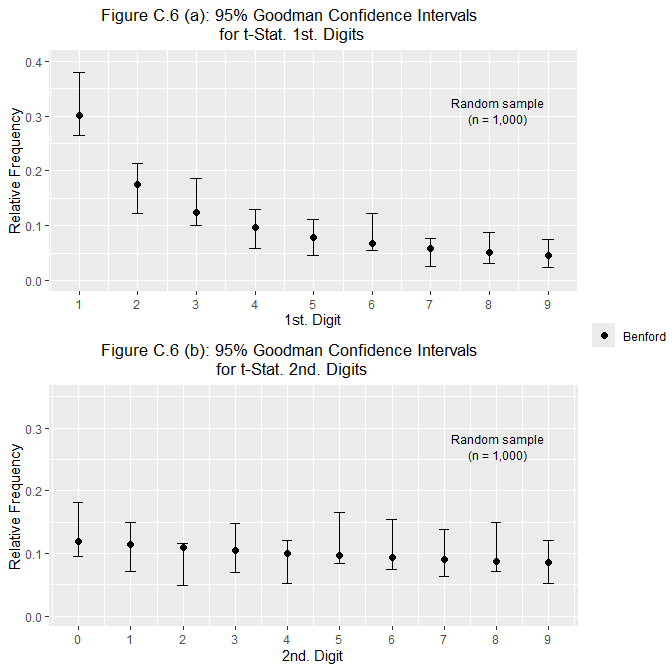 Figure C.6 (a): 95% Goodman Confidence Intervals
for t-Stat. 1st. Digits
Relative Frequency
0.4
0.3
0.2
0.1
0.0
Random sample
(n = 1,000)
1 2 3 4 5 6 7 8 9
1st. Digit
Benford
Figure C.6 (b): 95% Goodman Confidence Intervals
for t-Stat. 2nd. Digits
Relative Frequency
0.3
0.2
0.1
0.0
Random sample
(n = 1,000)
0 1 2 3 4 5 6 7 8 9
2nd. Digit